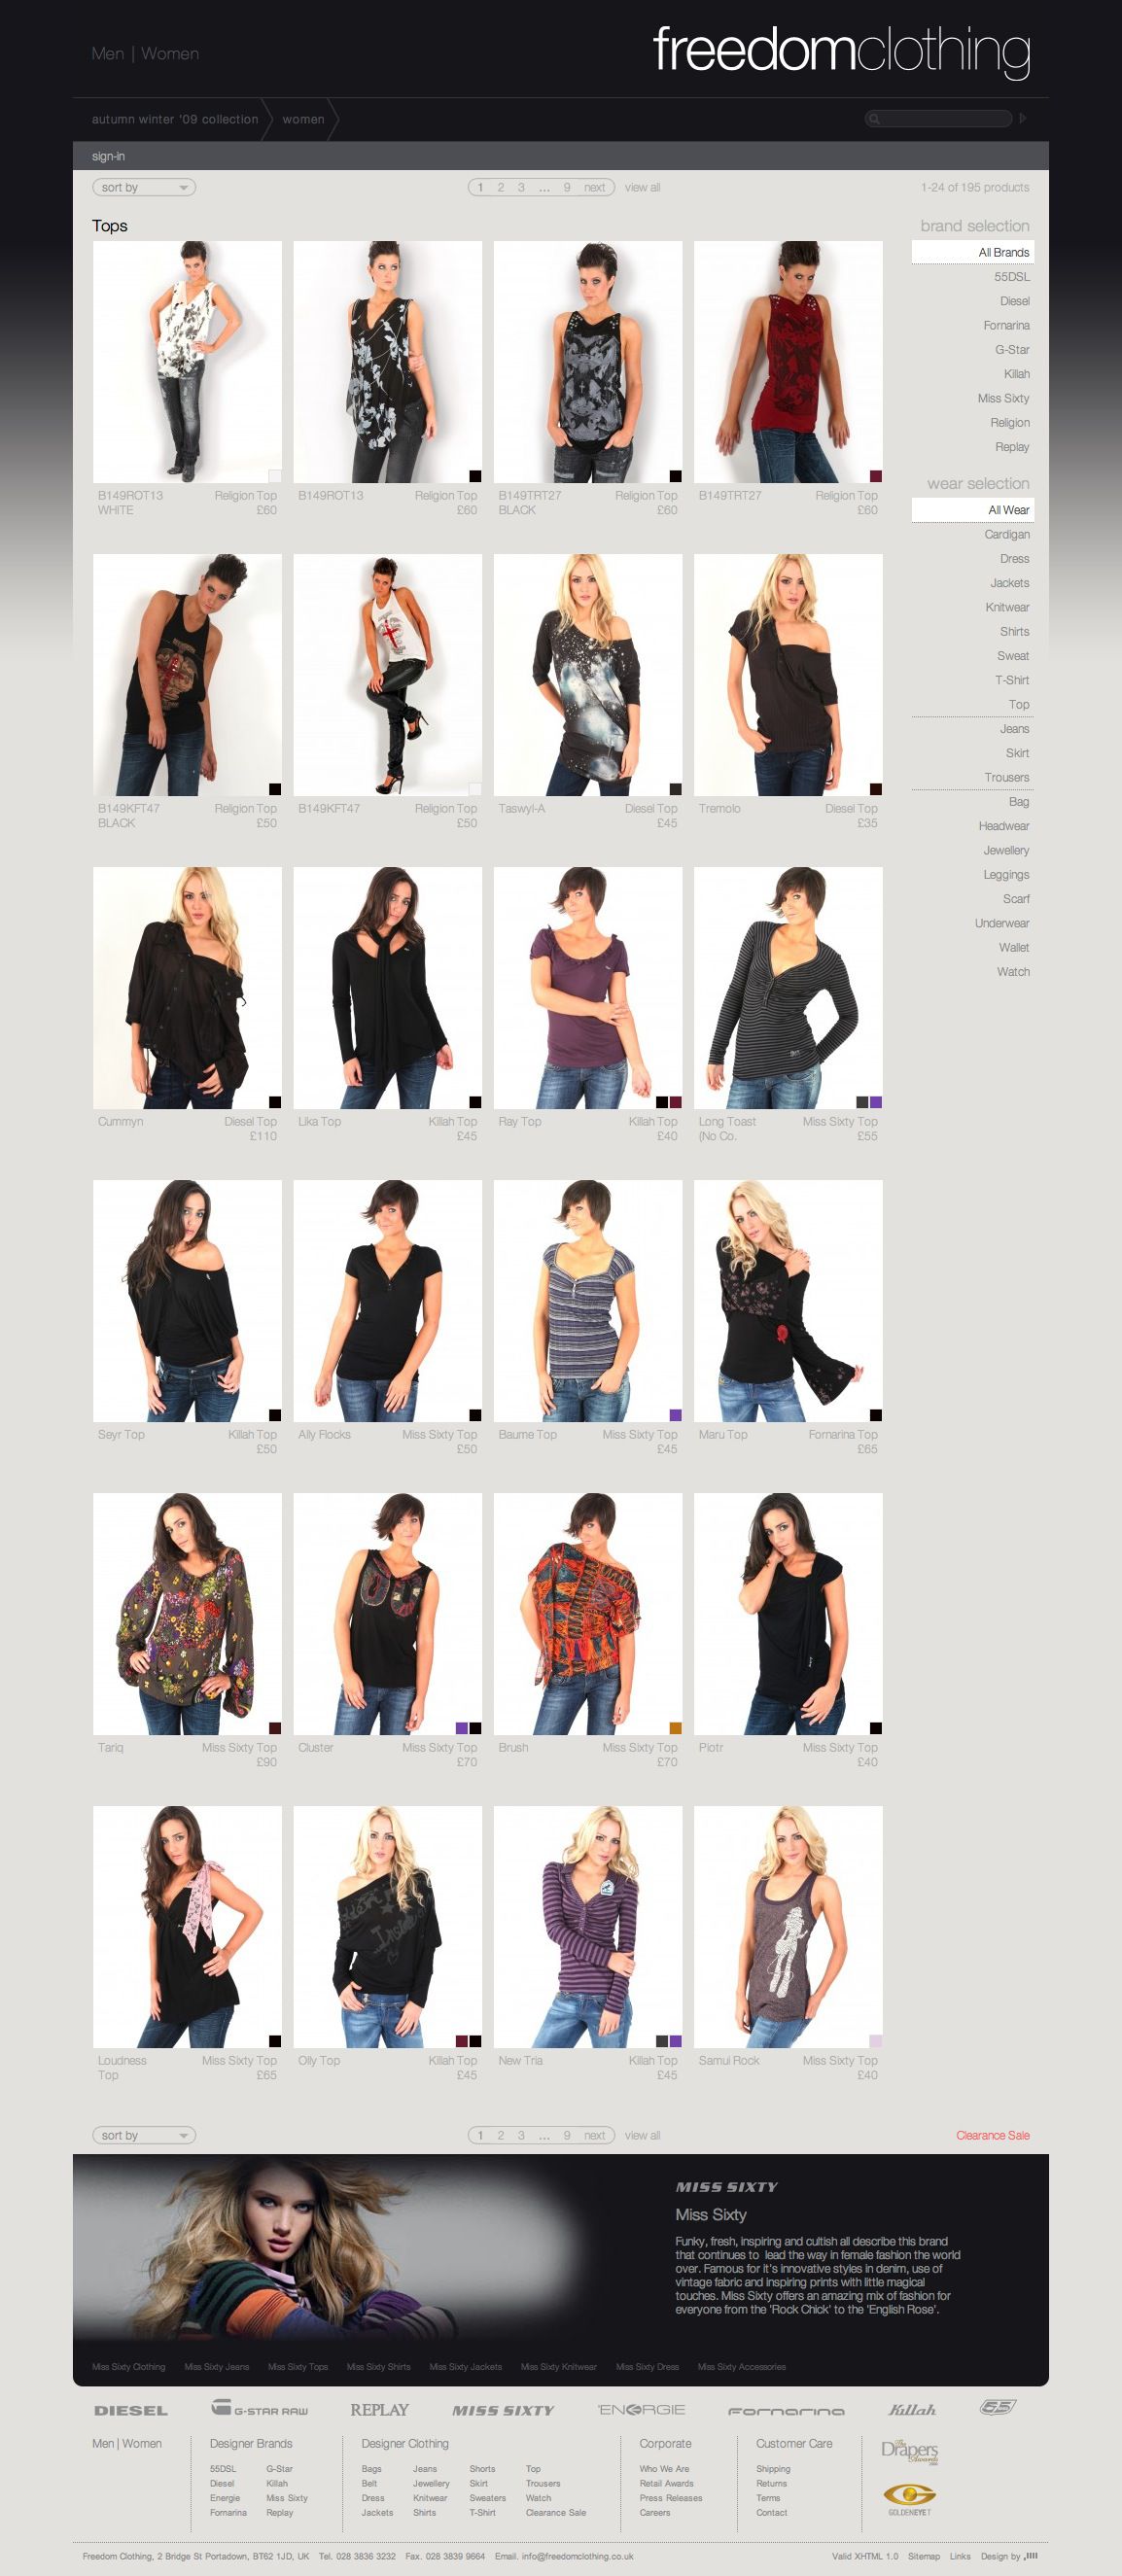 Men | Women
freedomclothing
autumn winter '09 collection
women
sign-in
sort by
1 2 3 ... 9 next view all
1-24 of 195 products
Tops
B149ROT13 Religion Top
WHITE £60
B149ROT13 Religion Top
£60
B149TRT27 Religion Top
BLACK £60
B149TRT27 Religion Top
£60
B149KFT47 Religion Top
BLACK £50
B149KFT47 Religion Top
£50
Taswyl-A Diesel Top
£45
Tremolo Diesel Top
£35
Cummyn Diesel Top
£110
Lika Top Killah Top
£45
Ray Top Killah Top
£40
Long Toast Miss Sixty Top
(No Co. £55
Seyr Top Killah Top
£50
Ally Flocks Miss Sixty Top
£50
Baume Top Miss Sixty Top
£45
Maru Top Fornarina Top
£65
Tariq Miss Sixty Top
£90
Cluster Miss Sixty Top
£70
Brush Miss Sixty Top
£70
Piotr Miss Sixty Top
£40
Loudness Miss Sixty Top
Top £65
Olly Top Killah Top
£45
New Tria Killah Top
£45
Samui Rock Miss Sixty Top
£40
brand selection
All Brands
55DSL
Diesel
Fornarina
G-Star
Killah
Miss Sixty
Religion
Replay
wear selection
All Wear
Cardigan
Dress
Jackets
Knitwear
Shirts
Sweat
T-Shirt
Top
Jeans
Skirt
Trousers
Bag
Headwear
Jewellery
Leggings
Scarf
Underwear
Wallet
Watch
sort by
1 2 3 ... 9 next view all
Clearance Sale
MISS SIXTY
Miss Sixty
Funky, fresh, inspiring and cultish all describe this brand
that continues to lead the way in female fashion the world
over. Famous for it's innovative styles in denim, use of
vintage fabric and inspiring prints with little magical
touches. Miss Sixty offers an amazing mix of fashion for
everyone from the 'Rock Chick' to the 'English Rose'.
Miss Sixty Clothing Miss Sixty Jeans Miss Sixty Tops Miss Sixty Shirts Miss Sixty Jackets Miss Sixty Knitwear Miss Sixty Dress Miss Sixty Accessories
DIESEL G-STAR RAW REPLAY MISS SIXTY 'ENERGIE FORNARINA Killah 55
Men | Women
Designer Brands
55DSL G-Star
Diesel Killah
Energie Miss Sixty
Fornarina Replay
Designer Clothing
Bags Jeans Shorts Top
Belt Jewellery Skirt Trousers
Dress Knitwear Sweaters Watch
Jackets Shirts T-Shirt Clearance Sale
Corporate
Who We Are
Retail Awards
Press Releases
Careers
Customer Care
Shipping
Returns
Terms
Contact
The
Drapers
Awards
GOLDENEYE T
Freedom Clothing, 2 Bridge St Portadown, BT62 1JD, UK Tel. 028 3836 3232 Fax. 028 3839 9664 Email. info@freedomclothing.co.uk
Valid XHTML 1.0 Sitemap Links Design by